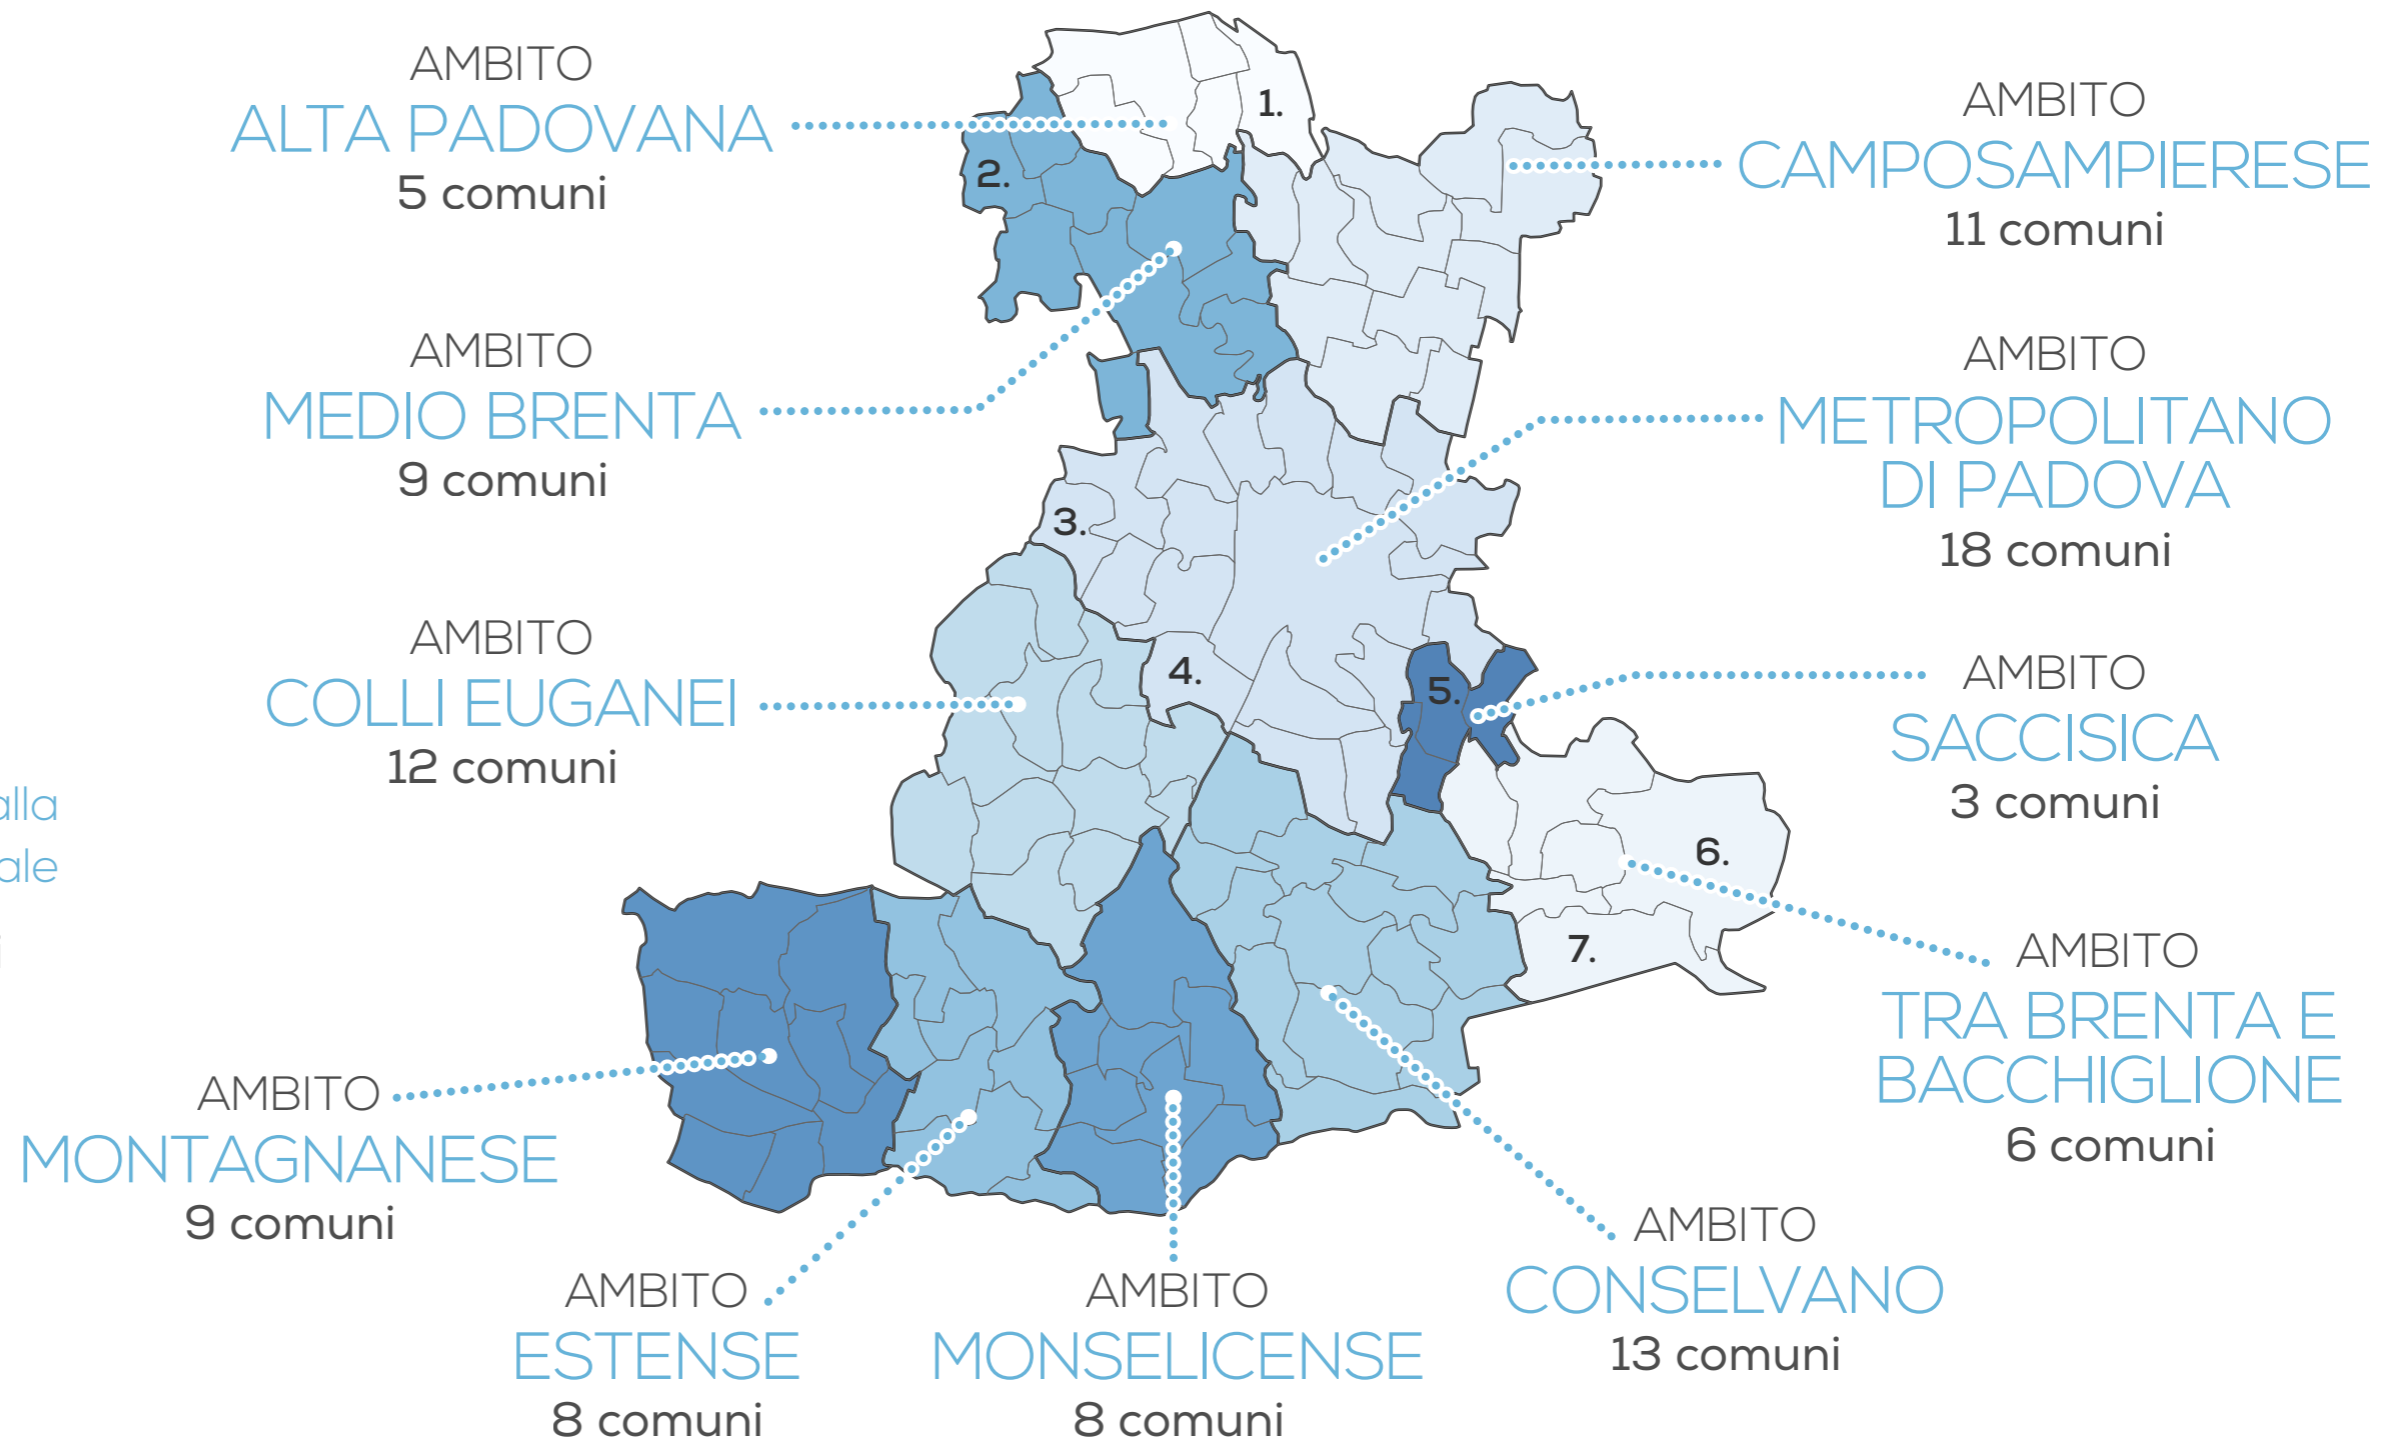 AMBITO
ALTA PADOVANA
5 comuni
AMBITO
MEDIO BRENTA
9 comuni
AMBITO
COLLI EUGANEI
12 comuni
alla
ale
i
AMBITO
MONTAGNANESE
9 comuni
AMBITO
ESTENSE
8 comuni
AMBITO
MONSELICENSE
8 comuni
AMBITO
CONSELVANO
13 comuni
AMBITO
CAMPOSAMPIERESE
11 comuni
AMBITO
METROPOLITANO
DI PADOVA
18 comuni
AMBITO
SACCISICA
3 comuni
AMBITO
TRA BRENTA E
BACCHIGLIONE
6 comuni
1.
2.
3.
4.
5.
6.
7.